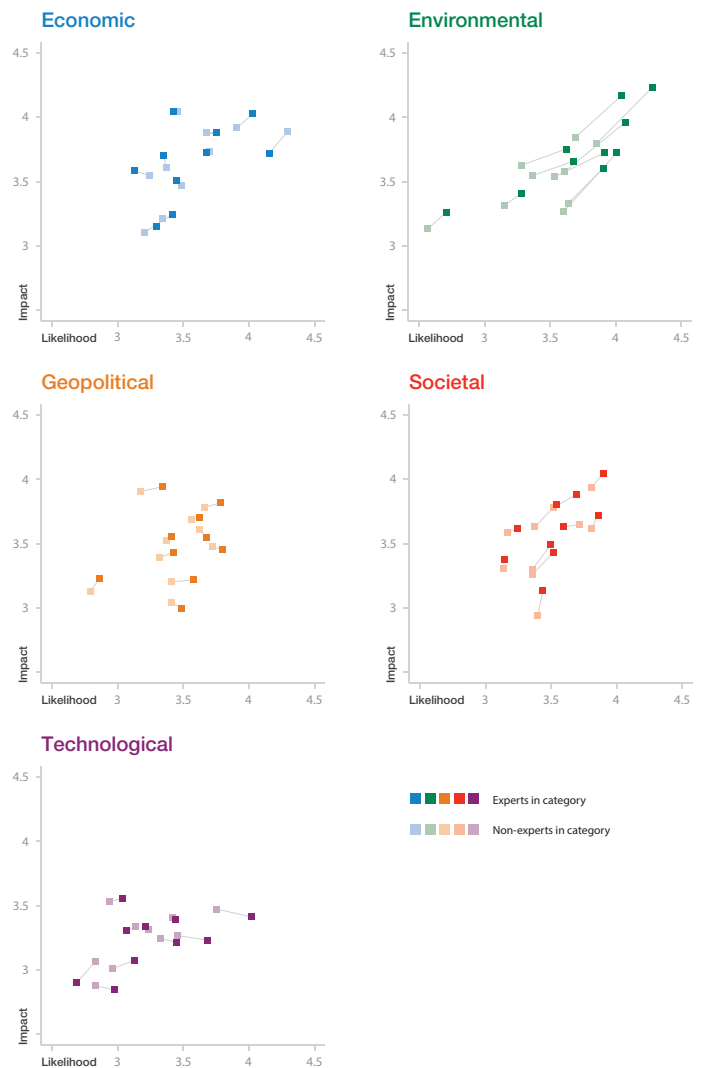 Economic
4.5
4
3.5
3
Impact
Likelihood 3 3.5 4 4.5
Environmental
4.5
4
3.5
3
Impact
Likelihood 3 3.5 4 4.5
Geopolitical
4.5
4
3.5
3
Impact
Likelihood 3 3.5 4 4.5
Societal
4.5
4
3.5
3
Impact
Likelihood 3 3.5 4 4.5
Technological
4.5
4
3.5
3
Impact
Likelihood 3 3.5 4 4.5
Experts in category
Non-experts in category